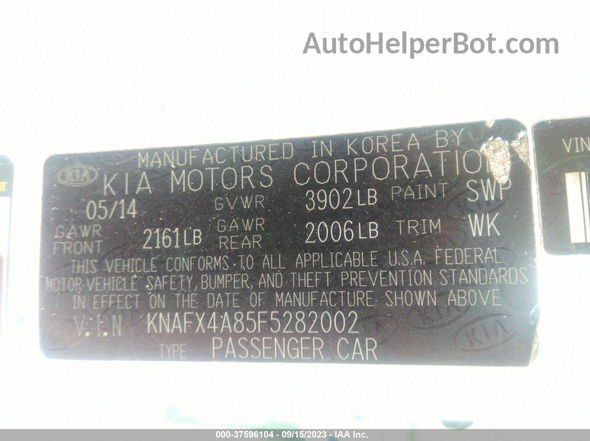 AutoHelperBot.com
MANUFACTURED IN KOREA BY
KIA KIA MOTORS CORPORATION
05/14 GVWR 3902LB PAINT SWP
GAWR FRONT 2161LB GAWR REAR 2006LB TRIM WK
THIS VEHICLE CONFORMS TO ALL APPLICABLE U.S.A. FEDERAL
MOTOR VEHICLE SAFETY, BUMPER, AND THEFT PREVENTION STANDARDS
IN EFFECT ON THE DATE OF MANUFACTURE SHOWN ABOVE
V.I.N KNAFX4A85F5282002
TYPE PASSENGER CAR
VIN
00-37596104 - 09/15/2023 - IAA Inc.